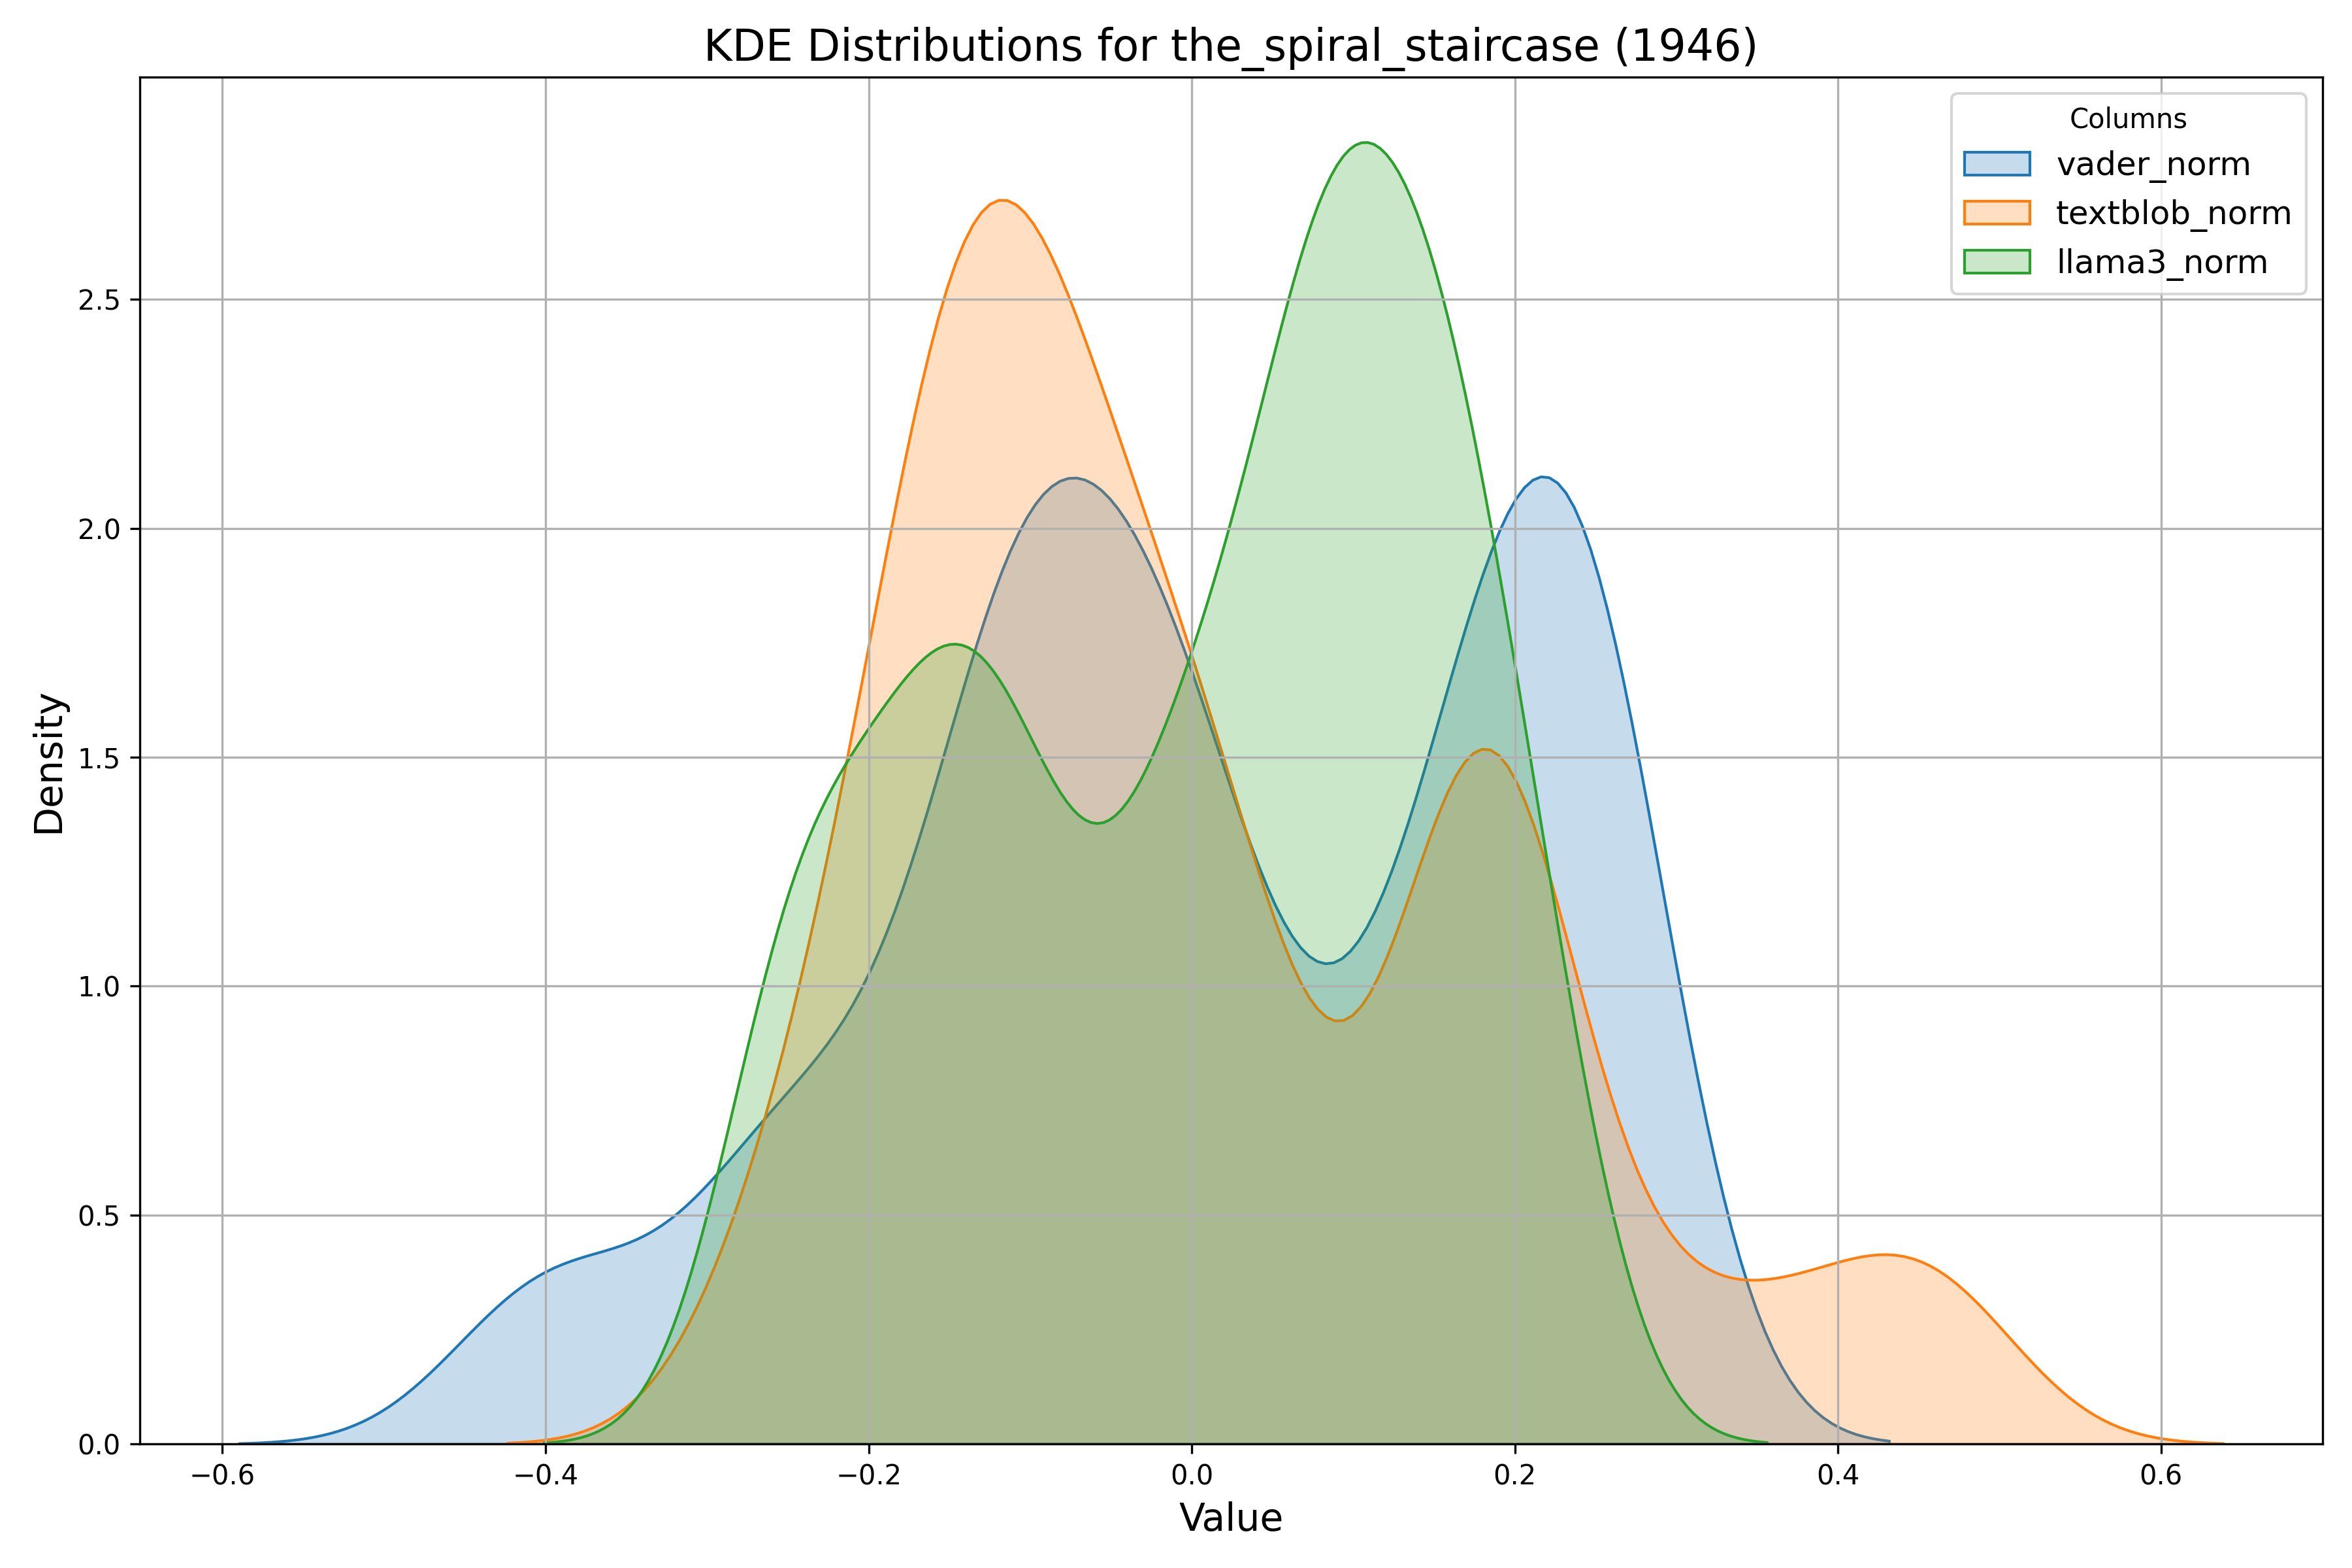 KDE Distributions for the_spiral_staircase (1946)
Columns
vader_norm
textblob_norm
llama3_norm
Density
2.5
2.0
1.5
1.0
0.5
0.0
−0.6 −0.4 −0.2 0.0 0.2 0.4 0.6
Value